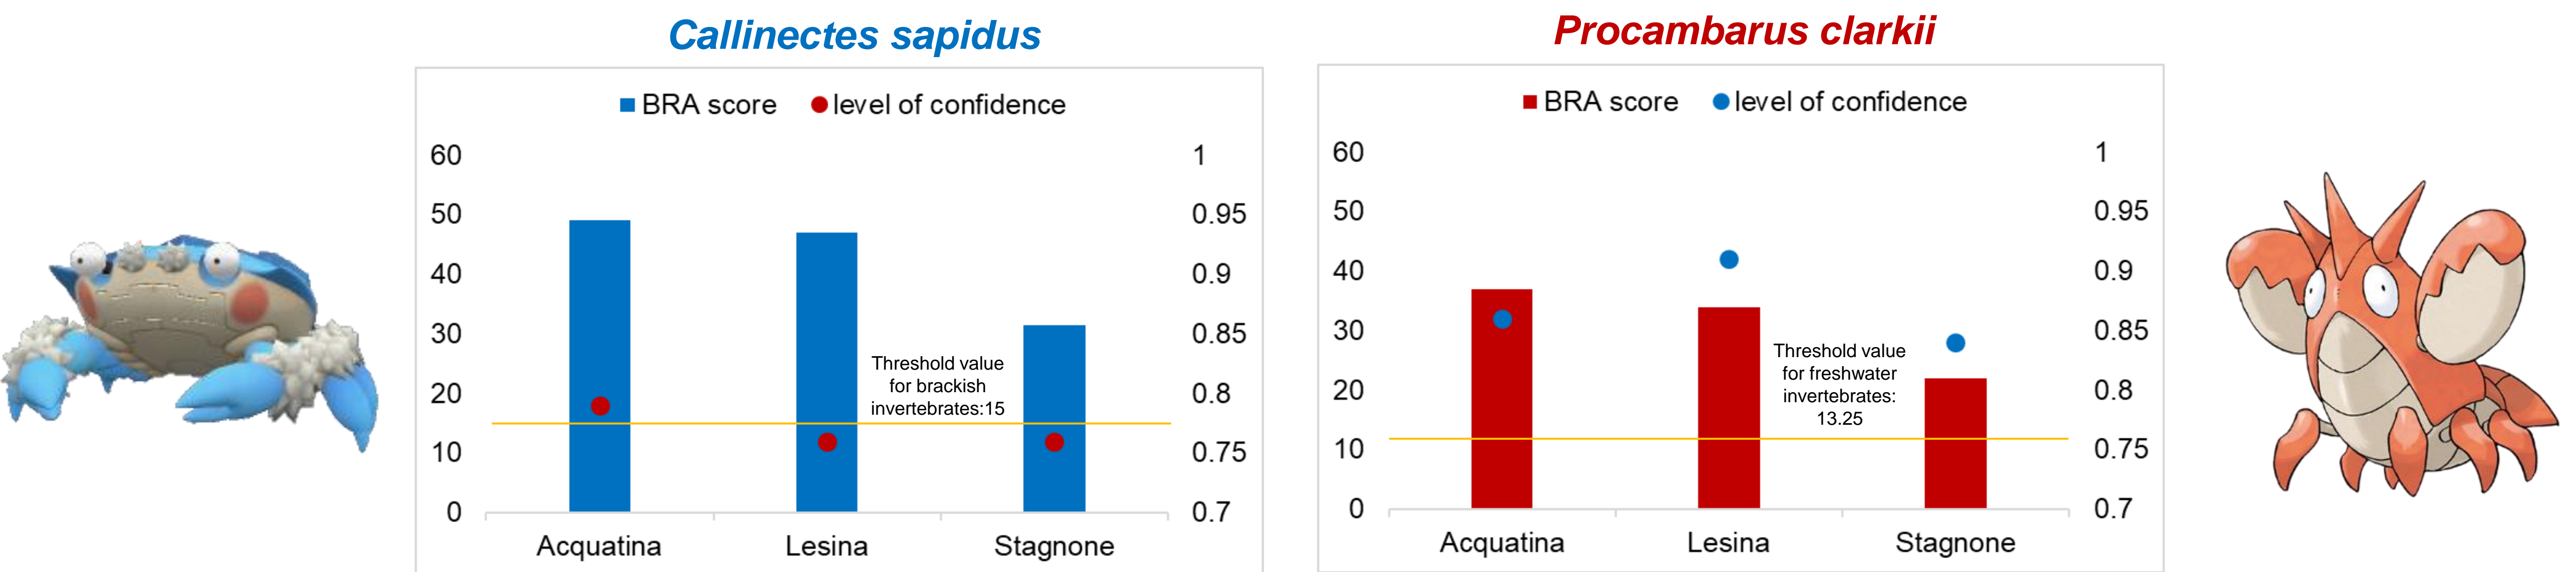 Callinectes sapidus
BRA score level of confidence
60 1
50 0.95
40 0.9
30 0.85
20 0.8
10 0.75
0 0.7
Threshold value
for brackish
invertebrates:15
Acquatina Lesina Stagnone
Procambarus clarkii
BRA score level of confidence
60 1
50 0.95
40 0.9
30 0.85
20 0.8
10 0.75
0 0.7
Threshold value
for freshwater
invertebrates:
13.25
Acquatina Lesina Stagnone